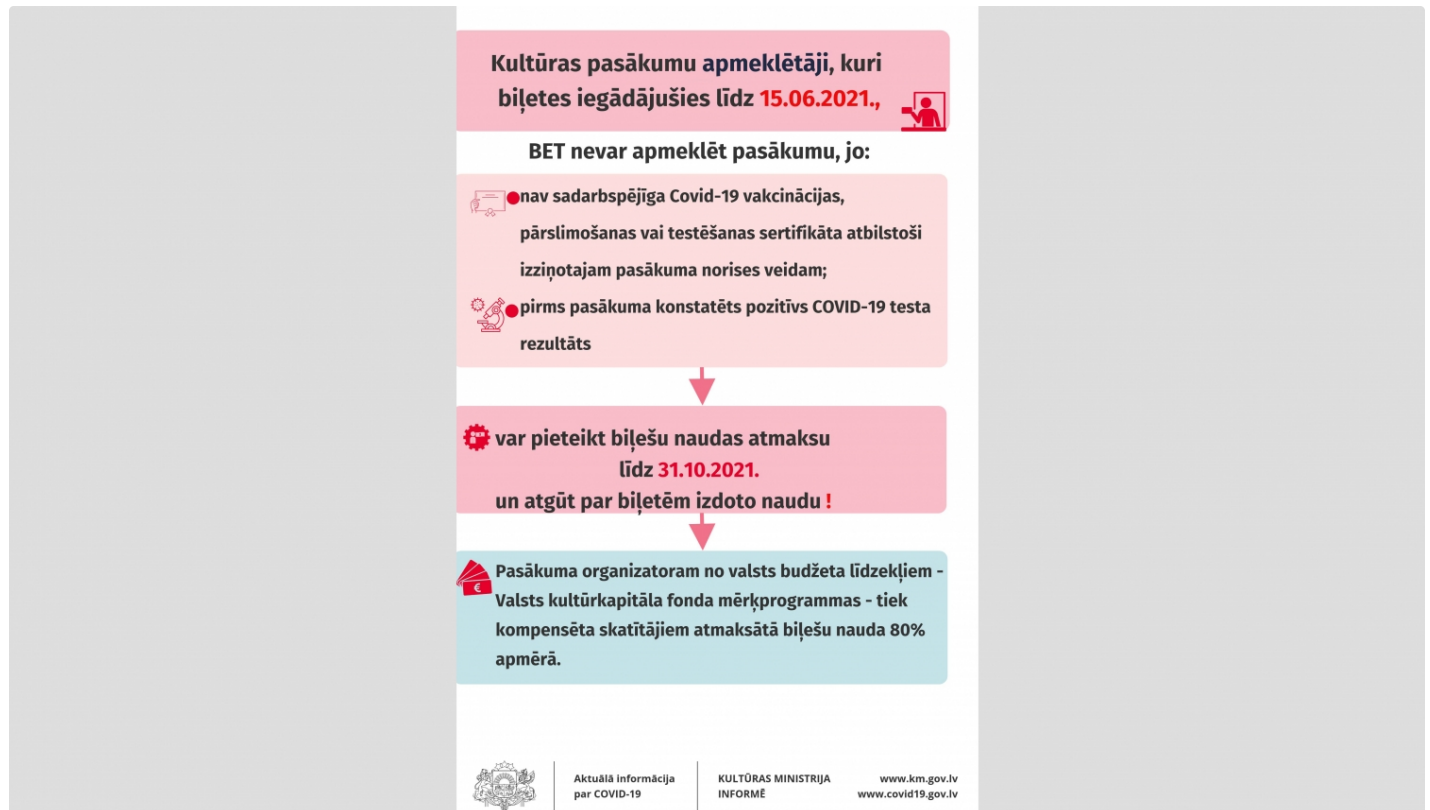 Kultūras pasākumu apmeklētāji, kuri
biļetes iegādājušies līdz 15.06.2021.,
BET nevar apmeklēt pasākumu, jo:
nav sadarbspējīga Covid-19 vakcinācijas,
pārslimošanas vai testēšanas sertifikāta atbilstoši
izziņotajam pasākuma norises veidam;
pirms pasākuma konstatēts pozitīvs COVID-19 testa
rezultāts
var pieteikt biļešu naudas atmaksu
līdz 31.10.2021.
un atgūt par biļetēm izdoto naudu !
Pasākuma organizatoram no valsts budžeta līdzekļiem -
Valsts kultūrkapitāla fonda mērķprogrammas - tiek
kompensēta skatītājiem atmaksātā biļešu nauda 80%
apmērā.
Aktuālā informācija
par COVID-19
KULTŪRAS MINISTRIJA
INFORMĒ
www.km.gov.lv
www.covid19.gov.lv